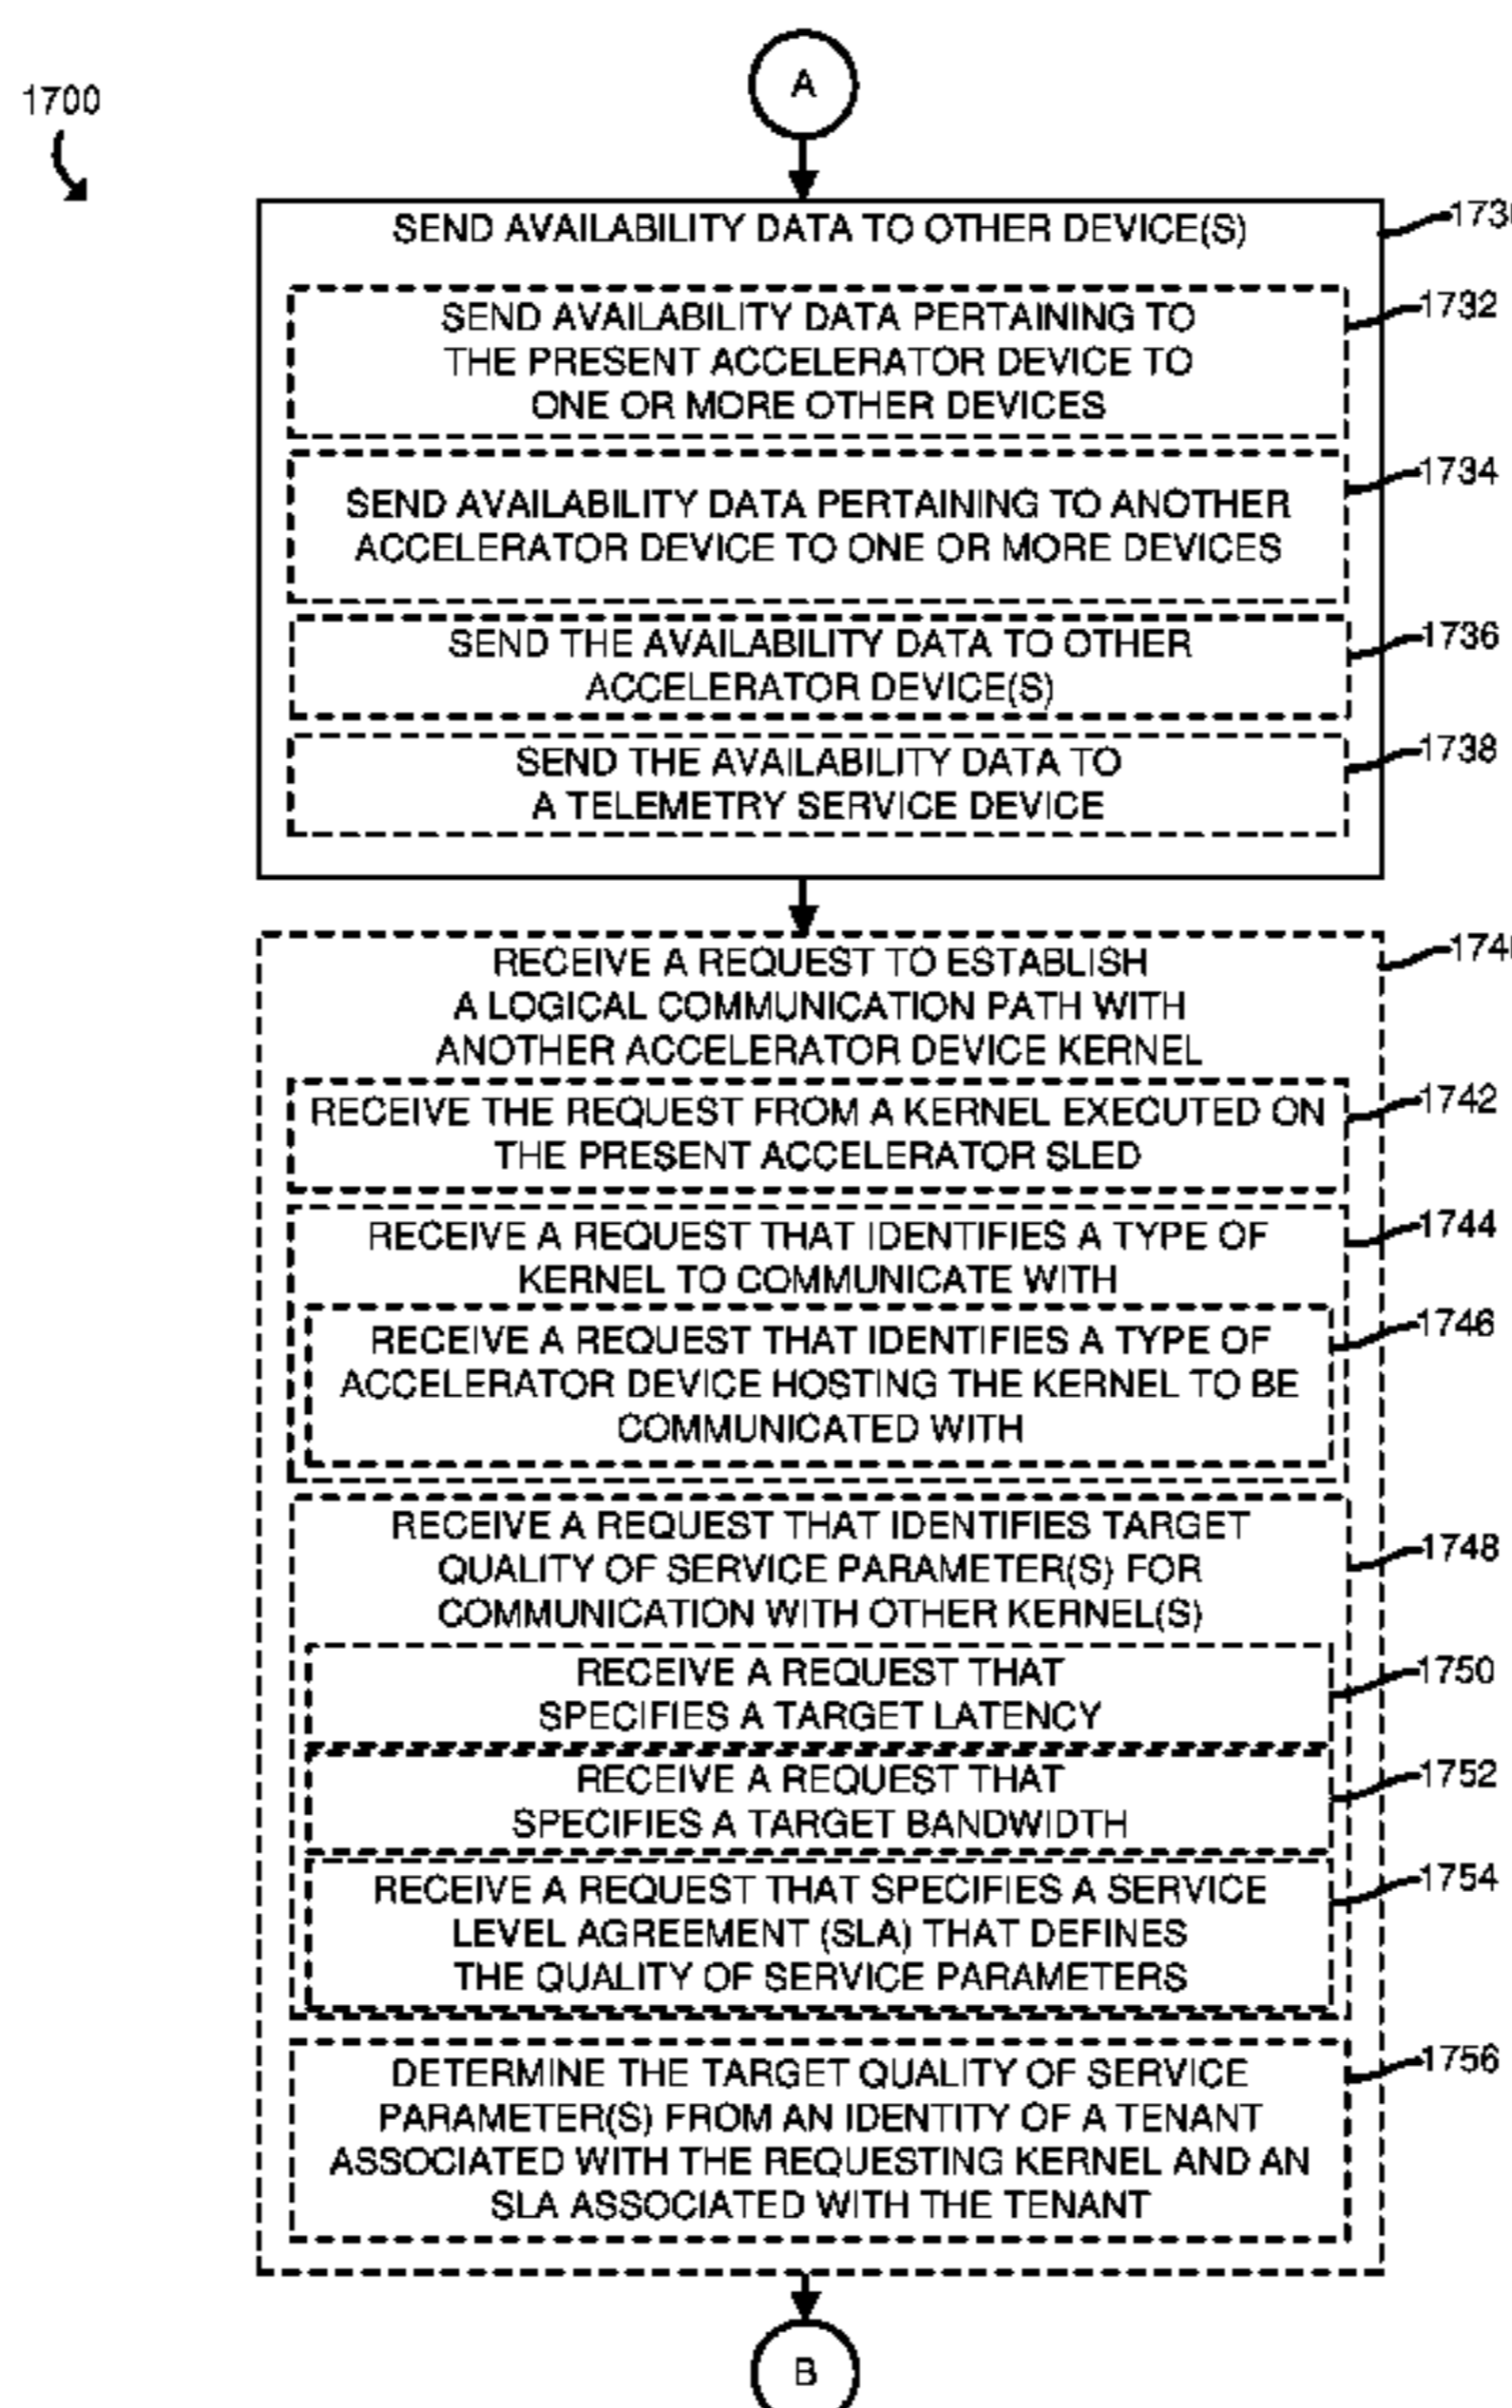 A
1700
SEND AVAILABILITY DATA TO OTHER DEVICE(S)
SEND AVAILABILITY DATA PERTAINING TO
THE PRESENT ACCELERATOR DEVICE TO
ONE OR MORE OTHER DEVICES
1732
SEND AVAILABILITY DATA PERTAINING TO ANOTHER
ACCELERATOR DEVICE TO ONE OR MORE DEVICES
1734
SEND THE AVAILABILITY DATA TO OTHER
ACCELERATOR DEVICE(S)
1736
SEND THE AVAILABILITY DATA TO
A TELEMETRY SERVICE DEVICE
1738
RECEIVE A REQUEST TO ESTABLISH
A LOGICAL COMMUNICATION PATH WITH
ANOTHER ACCELERATOR DEVICE KERNEL
RECEIVE THE REQUEST FROM A KERNEL EXECUTED ON
THE PRESENT ACCELERATOR SLED
1742
RECEIVE A REQUEST THAT IDENTIFIES A TYPE OF
KERNEL TO COMMUNICATE WITH
1744
RECEIVE A REQUEST THAT IDENTIFIES A TYPE OF
ACCELERATOR DEVICE HOSTING THE KERNEL TO BE
COMMUNICATED WITH
1746
RECEIVE A REQUEST THAT IDENTIFIES TARGET
QUALITY OF SERVICE PARAMETER(S) FOR
COMMUNICATION WITH OTHER KERNEL(S)
1748
RECEIVE A REQUEST THAT
SPECIFIES A TARGET LATENCY
1750
RECEIVE A REQUEST THAT
SPECIFIES A TARGET BANDWIDTH
1752
RECEIVE A REQUEST THAT SPECIFIES A SERVICE
LEVEL AGREEMENT (SLA) THAT DEFINES
THE QUALITY OF SERVICE PARAMETERS
1754
DETERMINE THE TARGET QUALITY OF SERVICE
PARAMETER(S) FROM AN IDENTITY OF A TENANT
ASSOCIATED WITH THE REQUESTING KERNEL AND AN
SLA ASSOCIATED WITH THE TENANT
1756
B